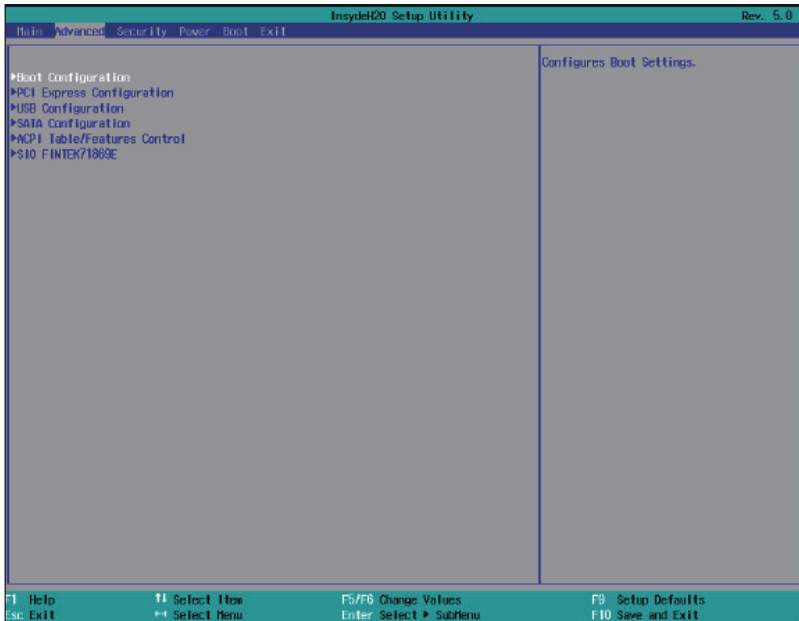 InsydeH20 Setup Utility Rev. 5.0
Main Advanced Security Power Boot Exit
Configures Boot Settings.
▶Boot Configuration
▶PCI Express Configuration
▶USB Configuration
▶SATA Configuration
▶ACPI Table/Features Control
▶SIO FINTEK71869E
F1 Help ↑↓ Select Item F5/F6 Change Values F9 Setup Defaults
Esc Exit ↔ Select Menu Enter Select ▶ SubMenu F10 Save and Exit